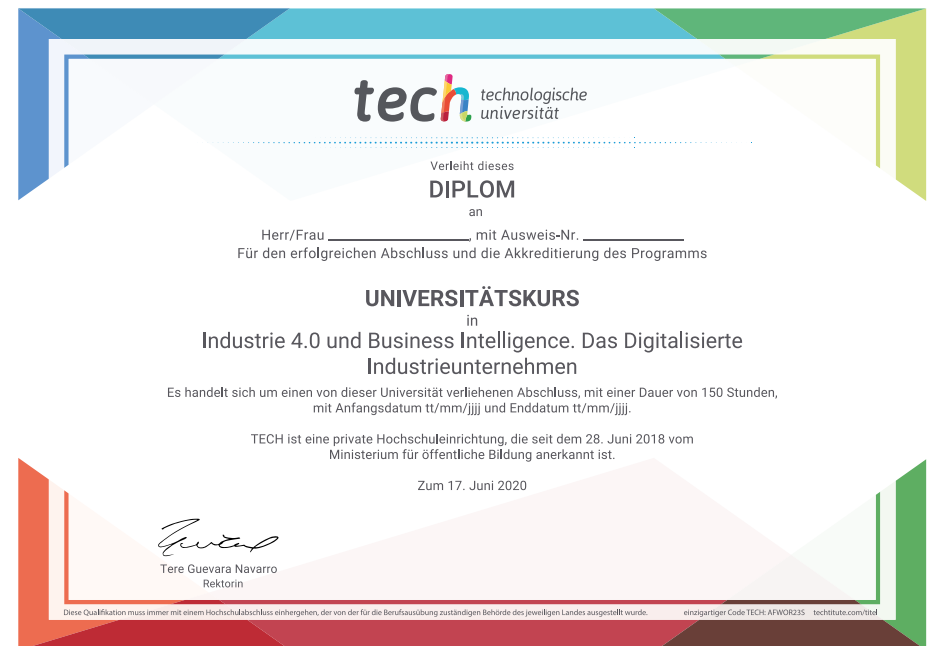 tech technologische
universität
Verleiht dieses
DIPLOM
an
Herr/Frau ____________________, mit Ausweis-Nr. ______________
Für den erfolgreichen Abschluss und die Akkreditierung des Programms
UNIVERSITÄTSKURS
in
Industrie 4.0 und Business Intelligence. Das Digitalisierte
Industrieunternehmen
Es handelt sich um einen von dieser Universität verliehenen Abschluss, mit einer Dauer von 150 Stunden,
mit Anfangsdatum tt/mm/jjjj und Enddatum tt/mm/jjjj.
TECH ist eine private Hochschuleinrichtung, die seit dem 28. Juni 2018 vom
Ministerium für öffentliche Bildung anerkannt ist.
Zum 17. Juni 2020
Tere Guevara Navarro
Rektorin
Diese Qualifikation muss immer mit einem Hochschulabschluss einhergehen, der von der für die Berufsausübung zuständigen Behörde des jeweiligen Landes ausgestellt wurde. einzigartiger Code TECH: AFWOR23S techtitute.com/titel